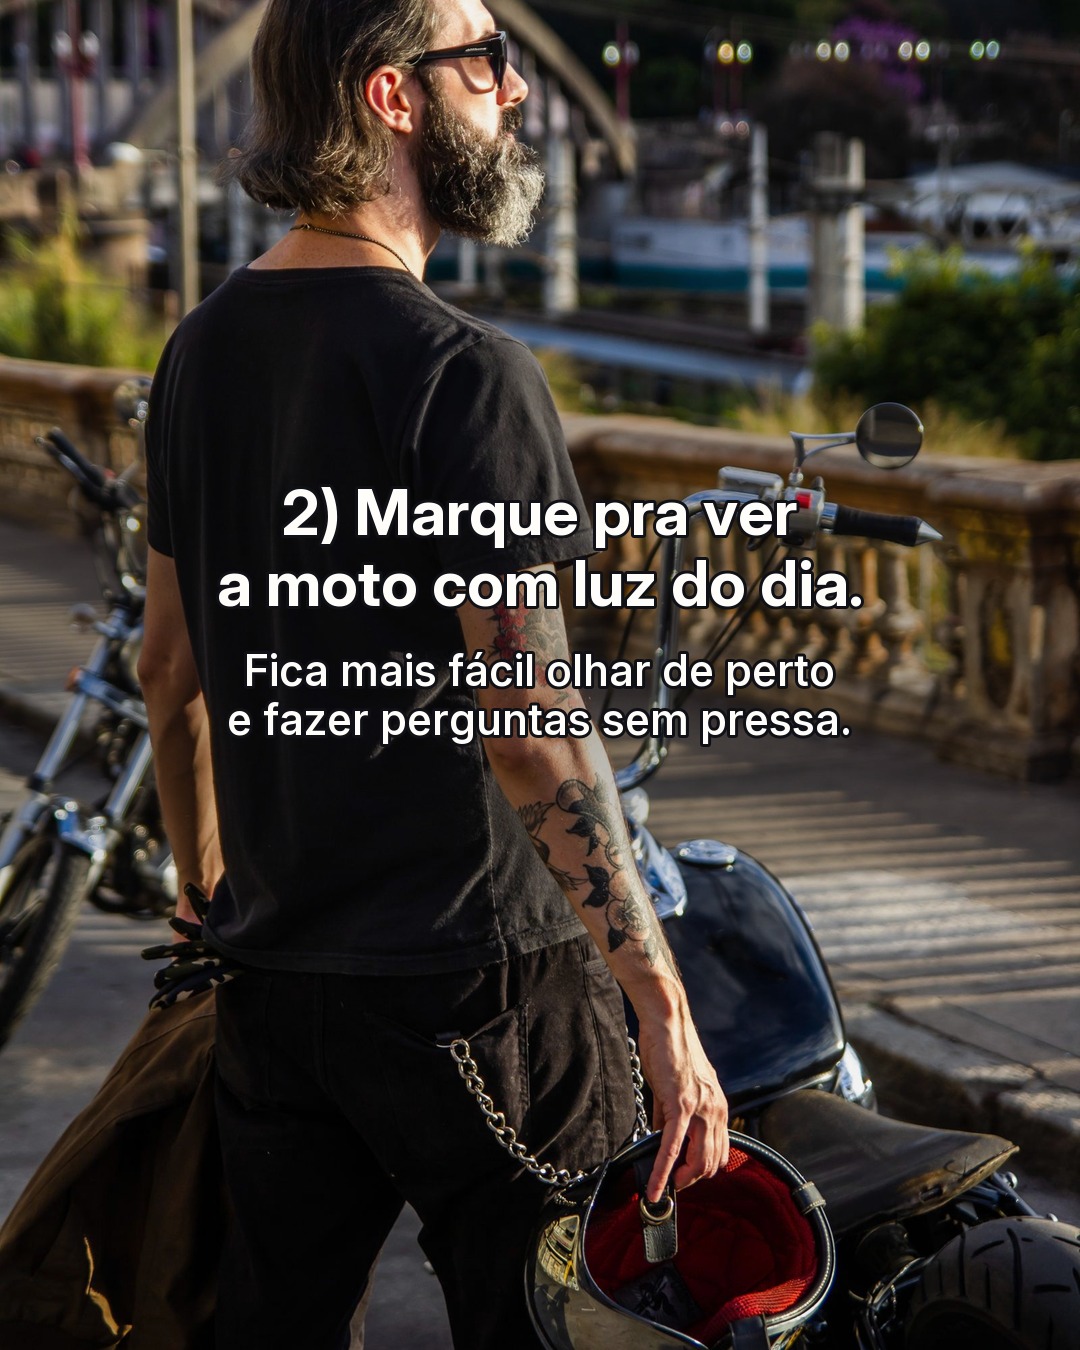 2) Marque pra ver
a moto com luz do dia.
Fica mais fácil olhar de perto
e fazer perguntas sem pressa.